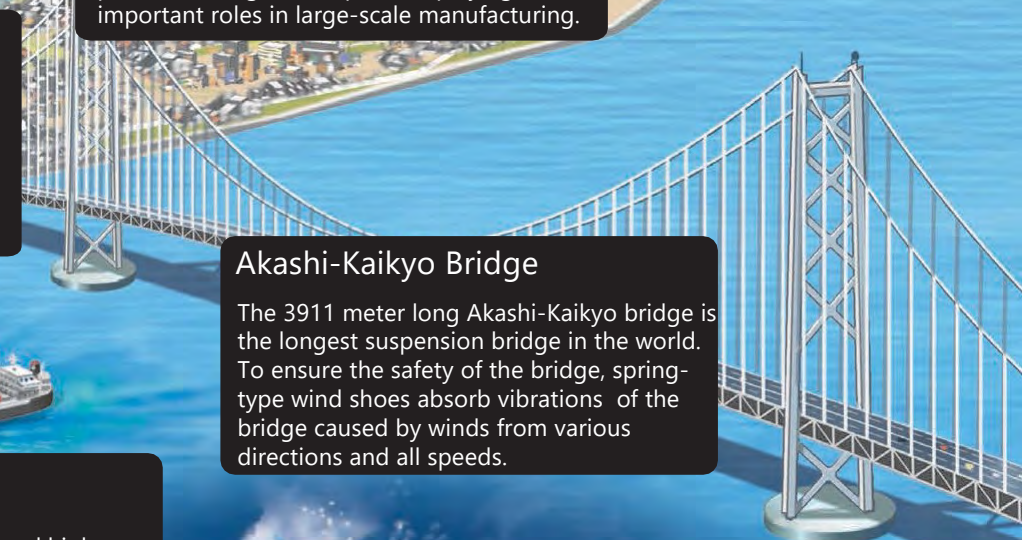 important roles in large-scale manufacturing.
Akashi-Kaikyo Bridge
The 3911 meter long Akashi-Kaikyo bridge is
the longest suspension bridge in the world.
To ensure the safety of the bridge, spring-
type wind shoes absorb vibrations  of the
bridge caused by winds from various
directions and all speeds.